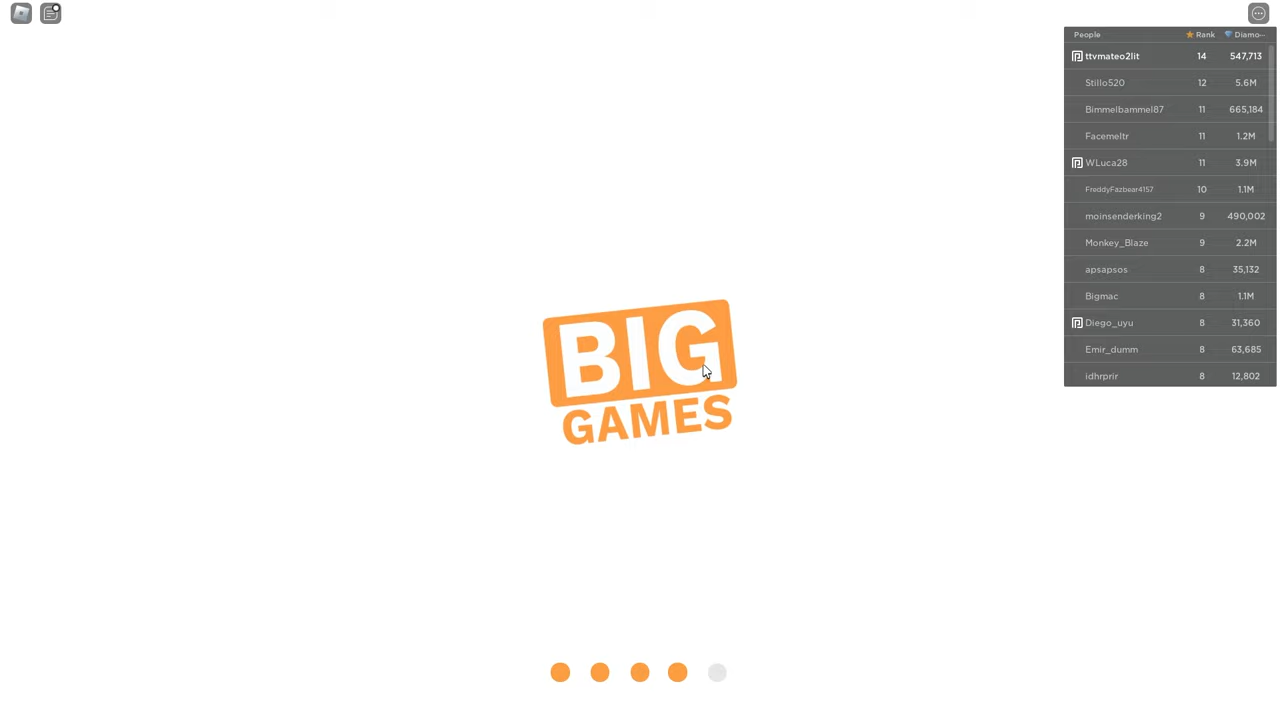 People Rank Diamo--
ttvmateo2lit 14 547,713
Stillo520 12 5.6M
Bimmelbammel87 11 665,184
Facemeltr 11 1.2M
WLuca28 11 3.9M
FreddyFazbear4157 10 1.1M
moinsenderking2 9 490,002
Monkey_Blaze 9 2.2M
apsapsos 8 35,132
Bigmac 8 1.1M
Diego_uyu 8 31,360
Emir_dumm 8 63,685
idhrprir 8 12,802
BIG
GAMES